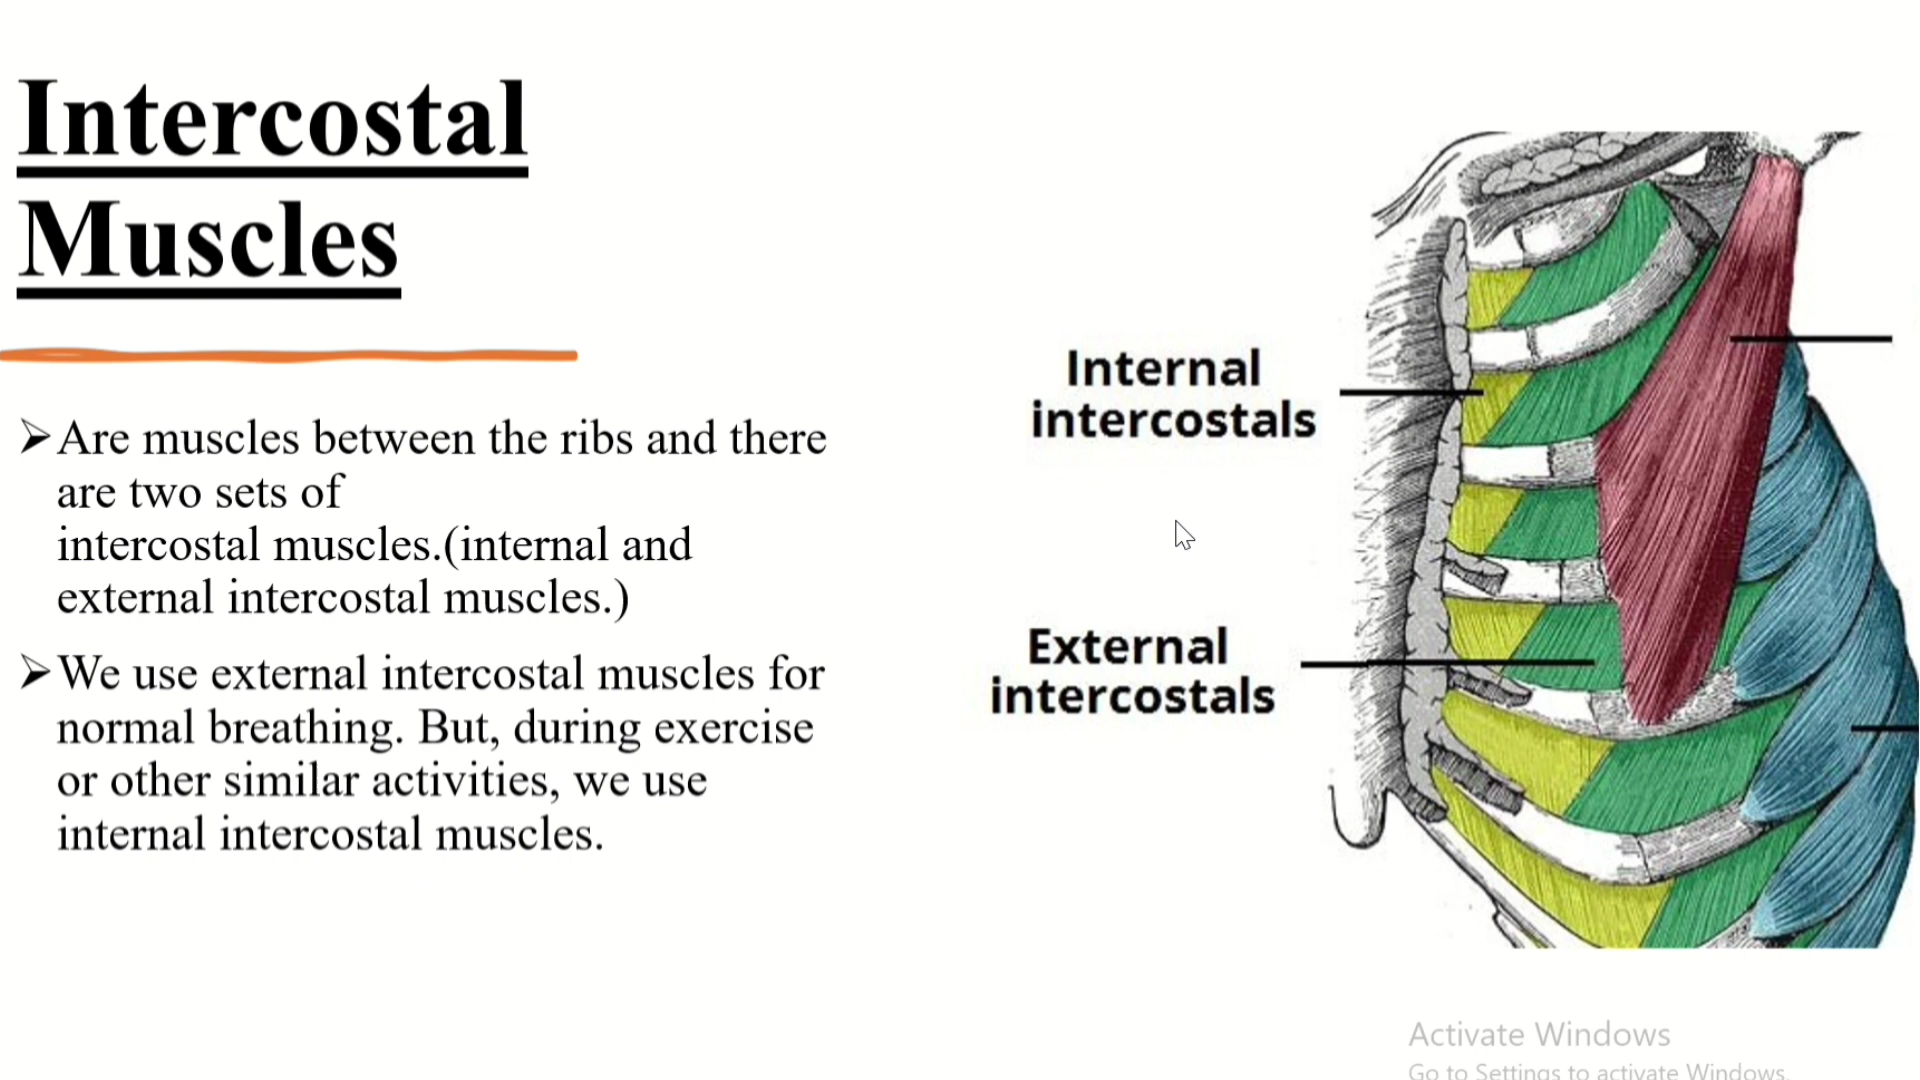 Intercostal
Muscles
➢Are muscles between the ribs and there
are two sets of
intercostal muscles.(internal and
external intercostal muscles.)
➢We use external intercostal muscles for
normal breathing. But, during exercise
or other similar activities, we use
internal intercostal muscles.
Internal
intercostals
External
intercostals
Activate Windows
Go to Settings to activate Windows.